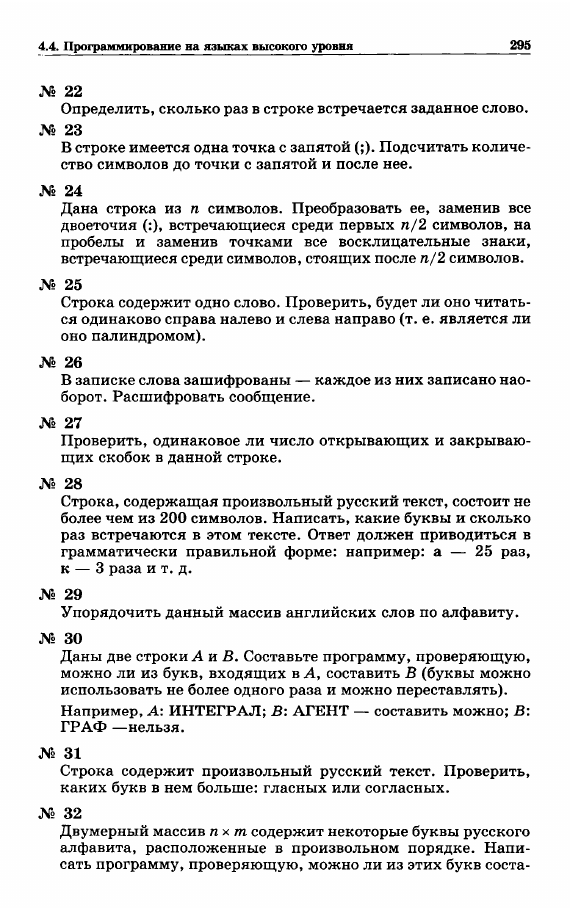 4.4. Программирование на языках высокого уровня 295
№ 22
Определить, сколько раз в строке встречается заданное слово.
№ 23
В строке имеется одна точка с запятой (;). Подсчитать количе-
ство символов до точки с запятой и после нее.
№ 24
Дана строка из n символов. Преобразовать ее, заменив все
двоеточия (:), встречающиеся среди первых n/2 символов, на
пробелы и заменив точками все восклицательные знаки,
встречающиеся среди символов, стоящих после n/2 символов.
№ 25
Строка содержит одно слово. Проверить, будет ли оно читать-
ся одинаково справа налево и слева направо (т. е. является ли
оно палиндромом).
№ 26
В записке слова зашифрованы — каждое из них записано нао-
борот. Расшифровать сообщение.
№ 27
Проверить, одинаковое ли число открывающих и закрываю-
щих скобок в данной строке.
№ 28
Строка, содержащая произвольный русский текст, состоит не
более чем из 200 символов. Написать, какие буквы и сколько
раз встречаются в этом тексте. Ответ должен приводиться в
грамматически правильной форме: например: а — 25 раз,
к — 3 раза и т. д.
№ 29
Упорядочить данный массив английских слов по алфавиту.
№ 30
Даны две строки A и B. Составьте программу, проверяющую,
можно ли из букв, входящих в A, составить B (буквы можно
использовать не более одного раза и можно переставлять).
Например, A: ИНТЕГРАЛ; B: АГЕНТ — составить можно; B:
ГРАФ —нельзя.
№ 31
Строка содержит произвольный русский текст. Проверить,
каких букв в нем больше: гласных или согласных.
№ 32
Двумерный массив n × m содержит некоторые буквы русского
алфавита, расположенные в произвольном порядке. Напи-
сать программу, проверяющую, можно ли из этих букв соста-